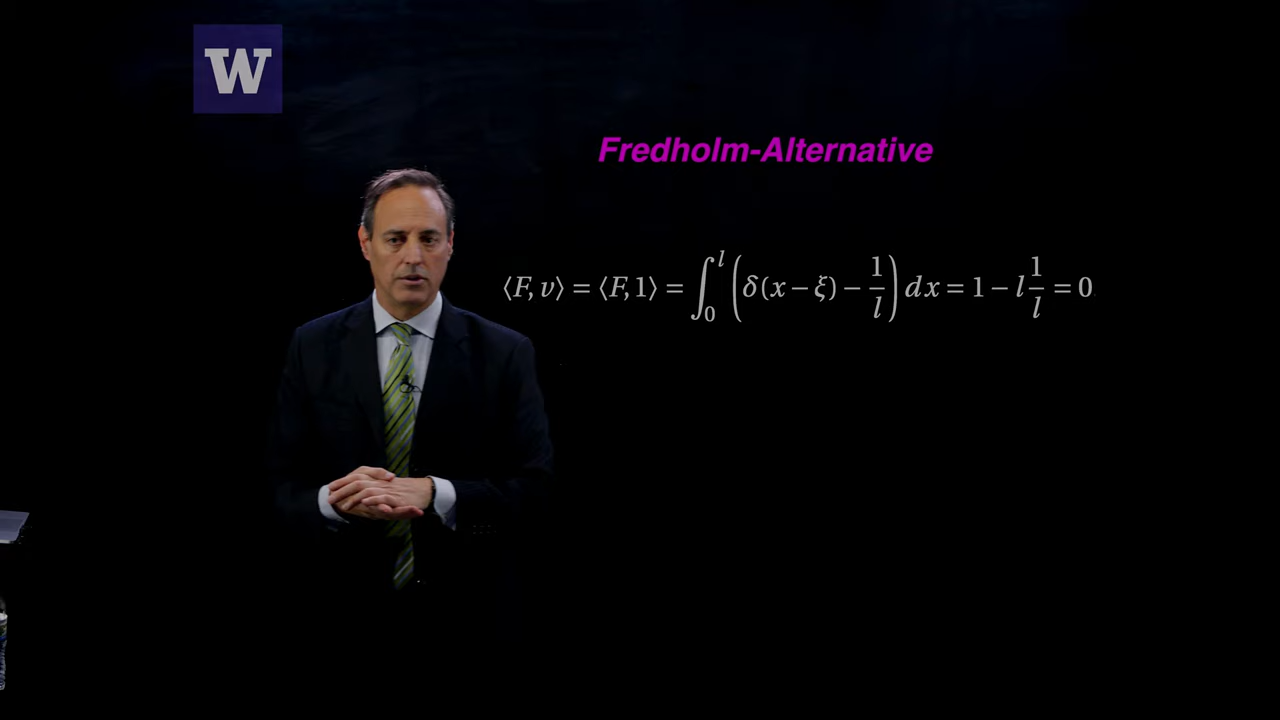 W
Fredholm-Alternative
⟨F, υ⟩ = ⟨F, 1⟩ = ∫₀ˡ (δ(x − ξ) − 1/l) dx = 1 − l 1/l = 0